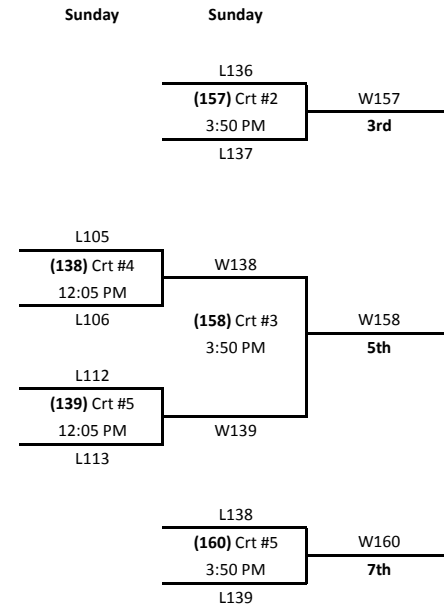 Sunday Sunday
L136
(157) Crt #2 W157
3:50 PM 3rd
L137
L105
(138) Crt #4 W138
12:05 PM
L106 (158) Crt #3 W158
3:50 PM 5th
L112
(139) Crt #5
12:05 PM W139
L113
L138
(160) Crt #5 W160
3:50 PM 7th
L139